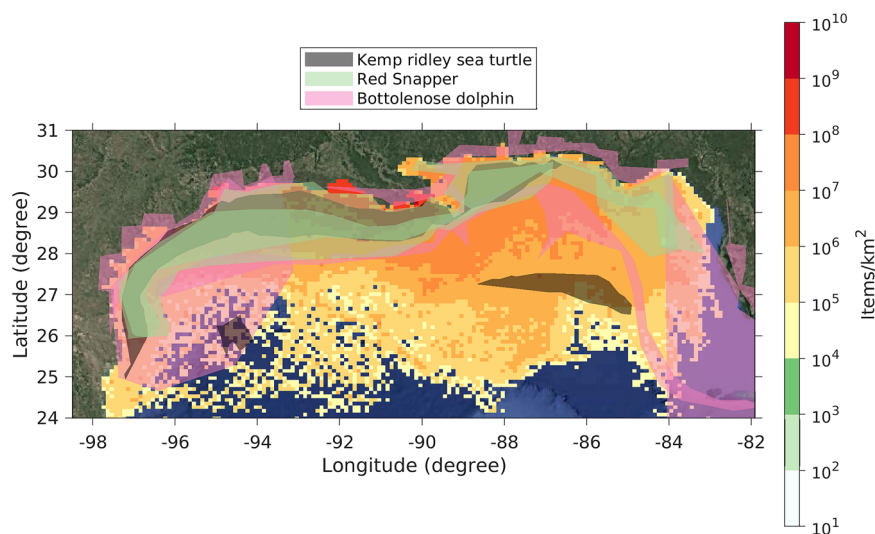 Kemp ridley sea turtle
Red Snapper
Bottolenose dolphin
10^10
10^9
10^8
10^7
10^6
10^5
10^4
10^3
10^2
10^1
Items/km^2
31
30
29
28
27
26
25
24
Latitude (degree)
-98 -96 -94 -92 -90 -88 -86 -84 -82
Longitude (degree)